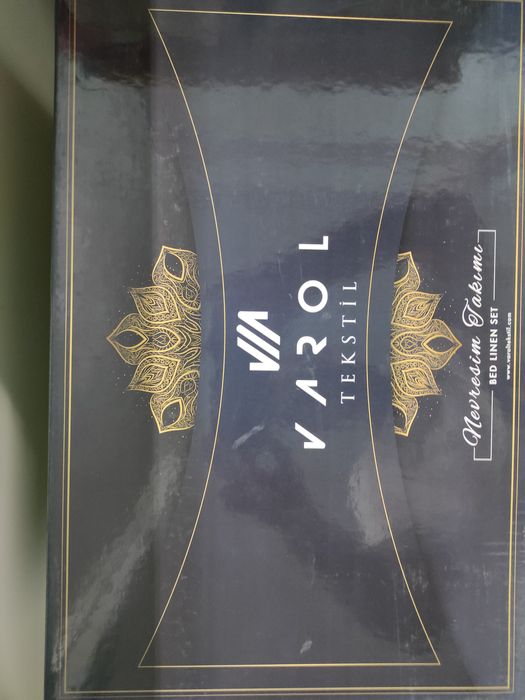 VAROL
TEKSTİL
Nevresim Takımı
BED LINEN SET
www.varoltekstil.com